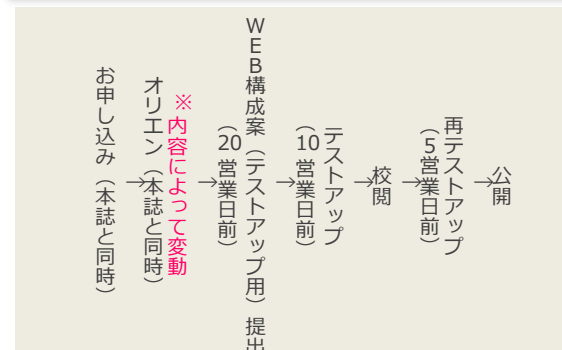 お申し込み（本誌と同時）
→
オリエン（本誌と同時）
※内容によって変動
→
WEB構成案（テストアップ用）提出
（20営業日前）
→
テストアップ
（10営業日前）
→
校閲
→
再テストアップ
（5営業日前）
→
公開